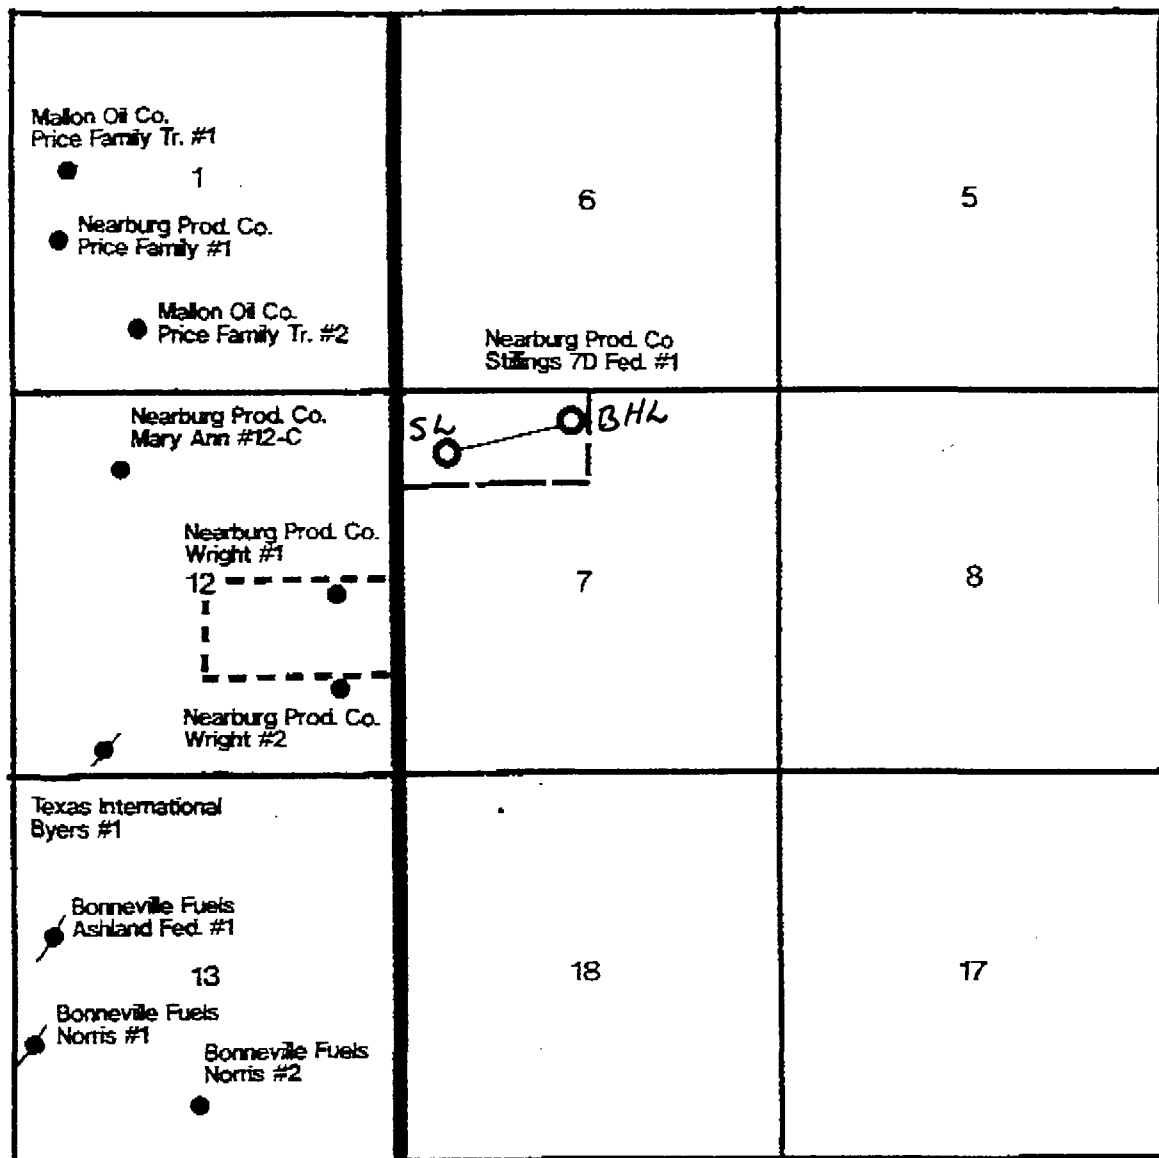 Mallon Oil Co.
Price Family Tr. #1
1
6
5
Nearburg Prod. Co.
Price Family #1
Mallon Oil Co.
Price Family Tr. #2
Nearburg Prod. Co
Stallings 7D Fed. #1
Nearburg Prod. Co.
Mary Ann #12-C
SL
BHL
Nearburg Prod. Co.
Wright #1
12
7
8
Nearburg Prod. Co.
Wright #2
Texas International
Byers #1
Bonneville Fuels
Ashland Fed. #1
13
18
17
Bonneville Fuels
Norris #1
Bonneville Fuels
Norris #2